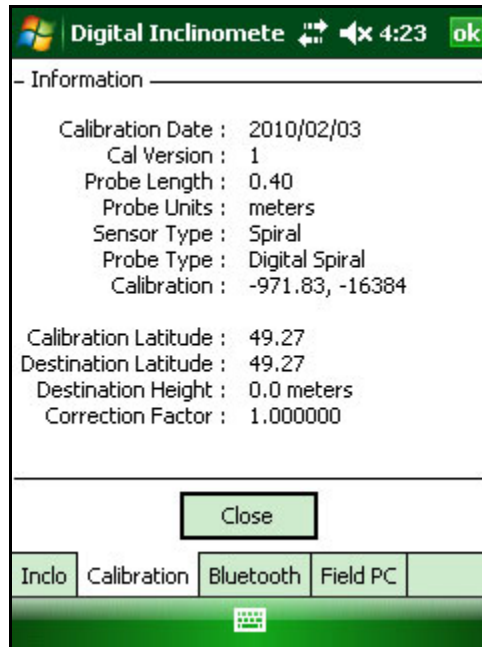 Digital Inclinomete 4:23 ok
Information
Calibration Date : 2010/02/03
Cal Version : 1
Probe Length : 0.40
Probe Units : meters
Sensor Type : Spiral
Probe Type : Digital Spiral
Calibration : -971.83, -16384
Calibration Latitude : 49.27
Destination Latitude : 49.27
Destination Height : 0.0 meters
Correction Factor : 1.000000
Close
Inclo Calibration Bluetooth Field PC